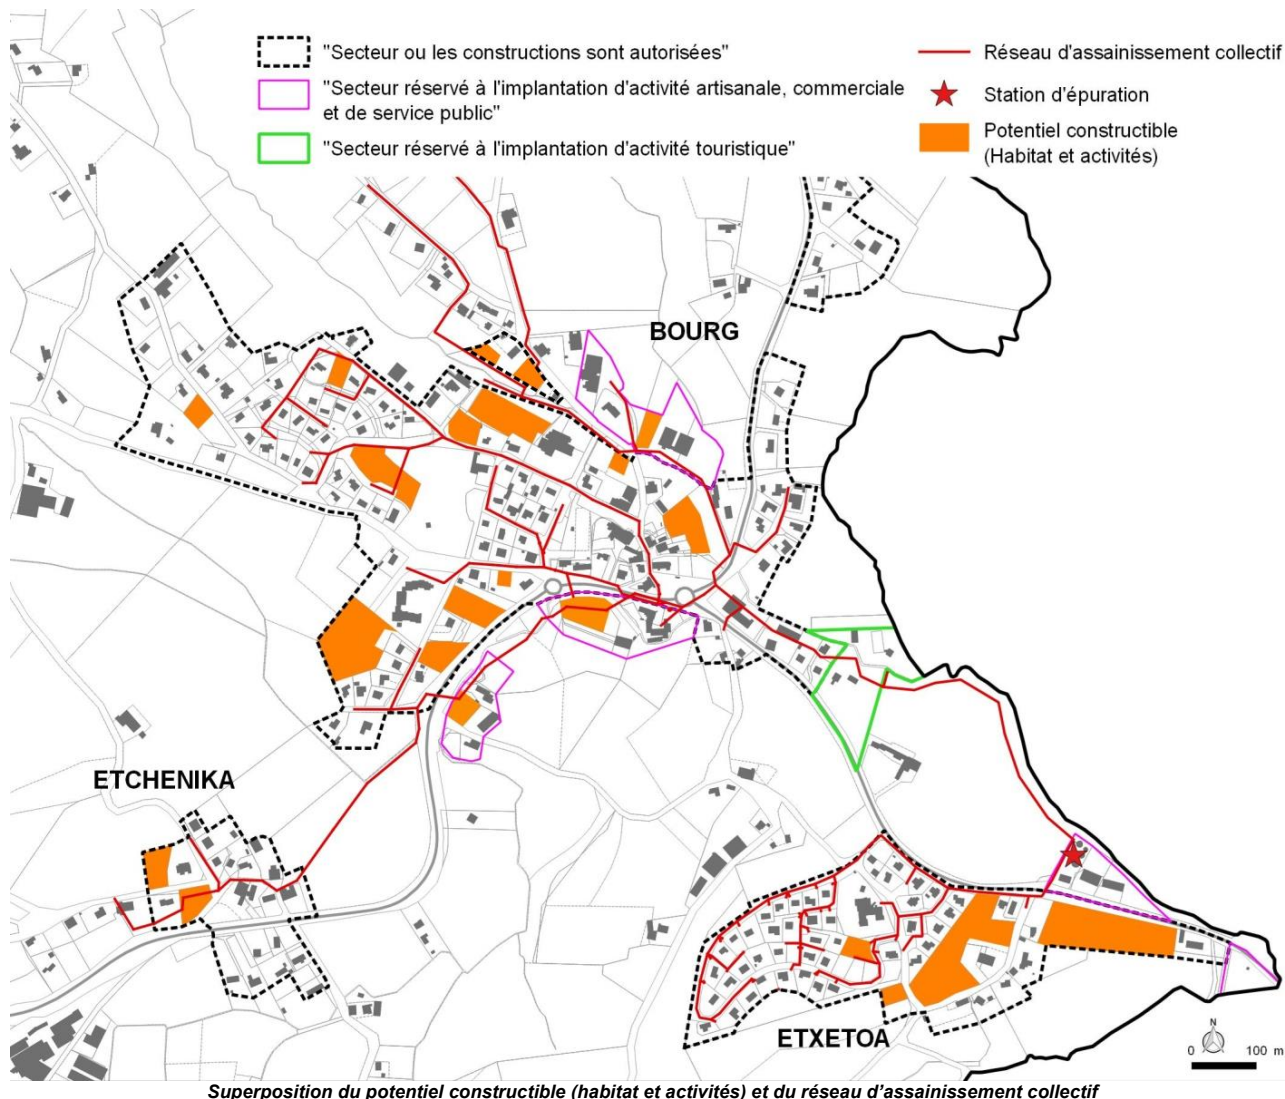 "Secteur ou les constructions sont autorisées"
"Secteur réservé à l'implantation d'activité artisanale, commerciale
et de service public"
"Secteur réservé à l'implantation d'activité touristique"
Réseau d'assainissement collectif
Station d'épuration
Potentiel constructible
(Habitat et activités)
BOURG
ETCHENIKA
ETXETOA
N
0 100 m
Superposition du potentiel constructible (habitat et activités) et du réseau d'assainissement collectif